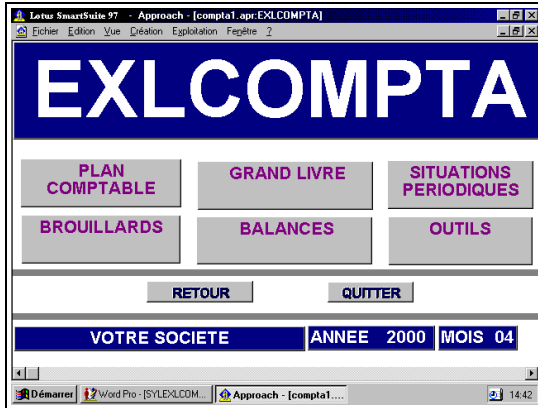 Lotus SmartSuite 97 - Approach - [compta1.apr:EXLCOMPTA]
Fichier Edition Vue Création Exploitation Fenêtre ?
EXLCOMPTA
PLAN COMPTABLE
GRAND LIVRE
SITUATIONS PERIODIQUES
BROUILLARDS
BALANCES
OUTILS
RETOUR QUITTER
VOTRE SOCIETE ANNEE 2000 MOIS 04
Démarrer Word Pro - [SYLEXLCOM... Approach - [compta1.... 14:42